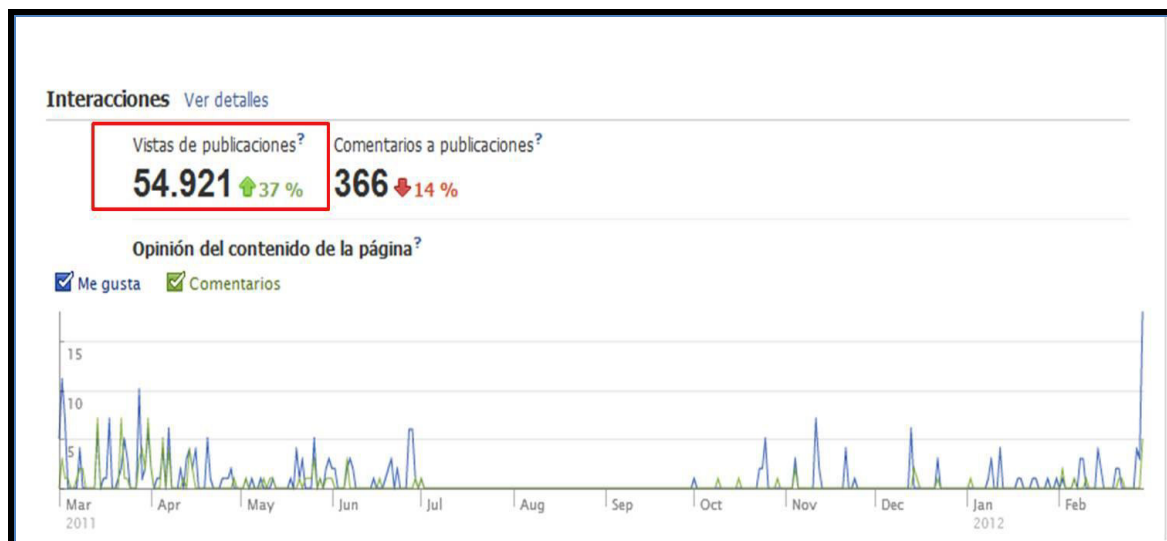 Interacciones Ver detalles
Vistas de publicaciones? Comentarios a publicaciones?
54.921 37 % 366 14 %
Opinión del contenido de la página?
Me gusta Comentarios
15
10
5
Mar Apr May Jun Jul Aug Sep Oct Nov Dec Jan Feb
2011 2012